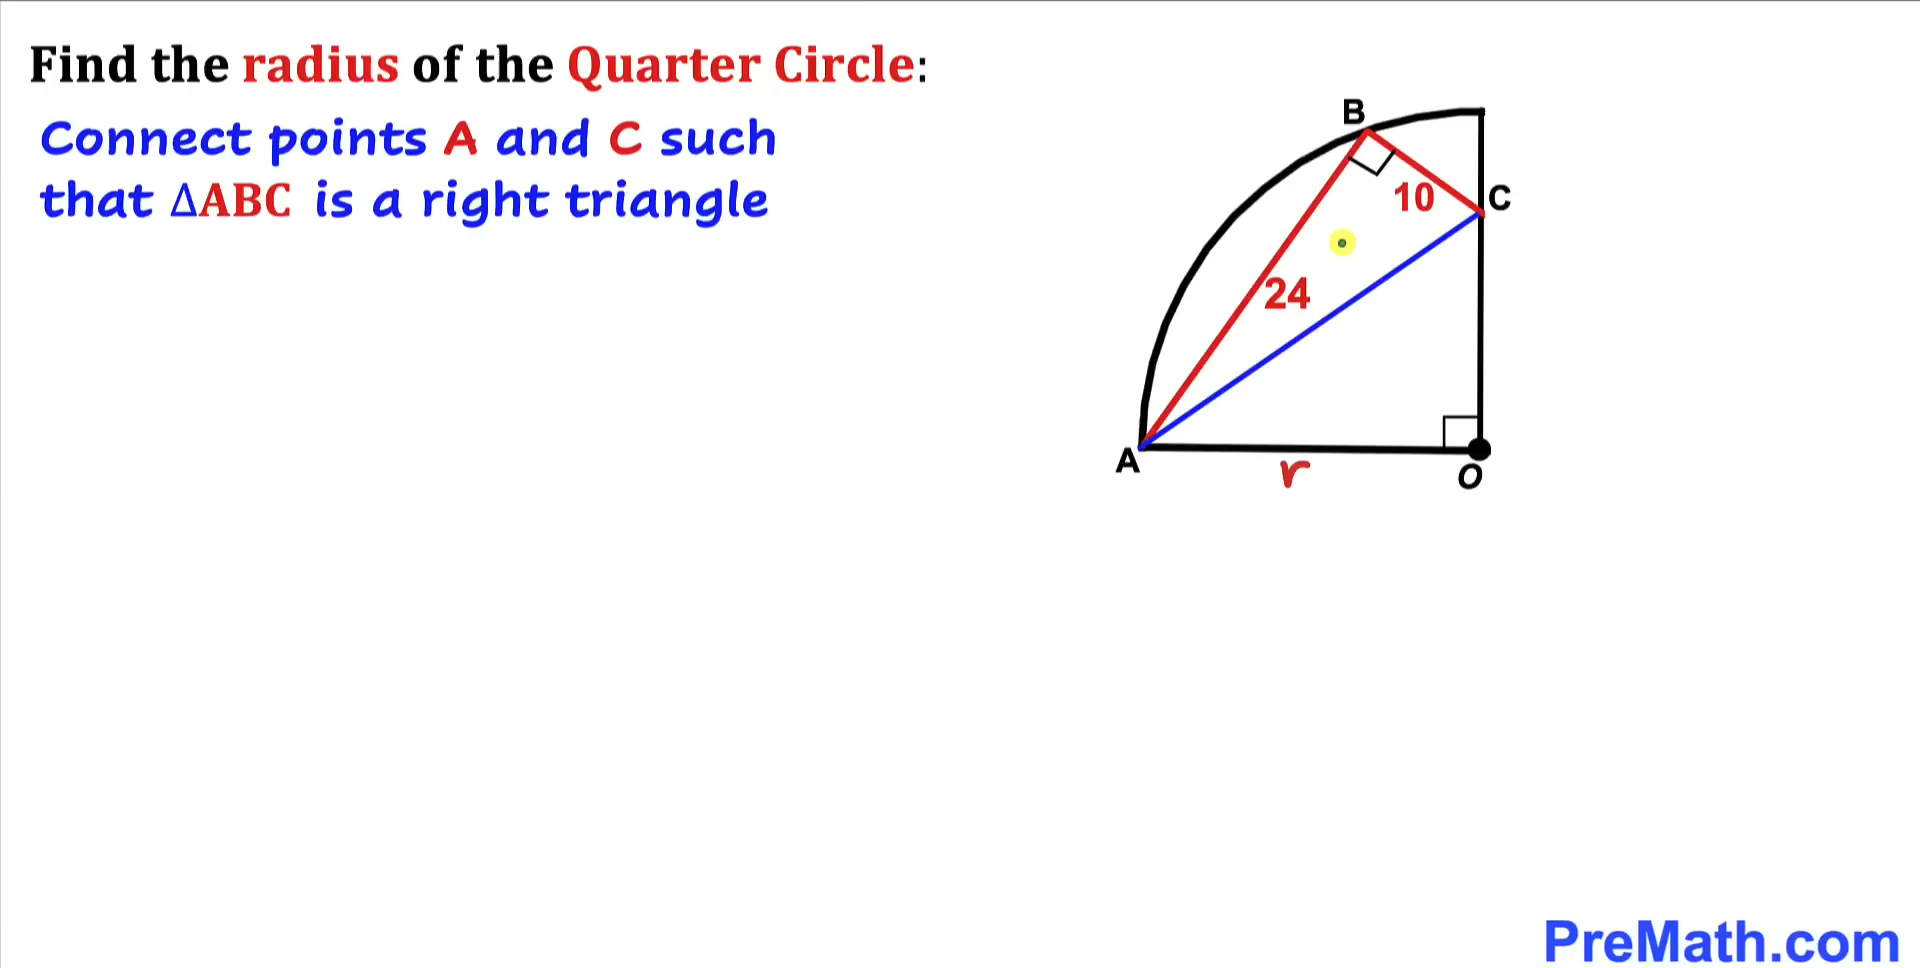 Find the radius of the Quarter Circle:
Connect points A and C such
that ΔABC is a right triangle
B
10
C
24
A
r
O
PreMath.com